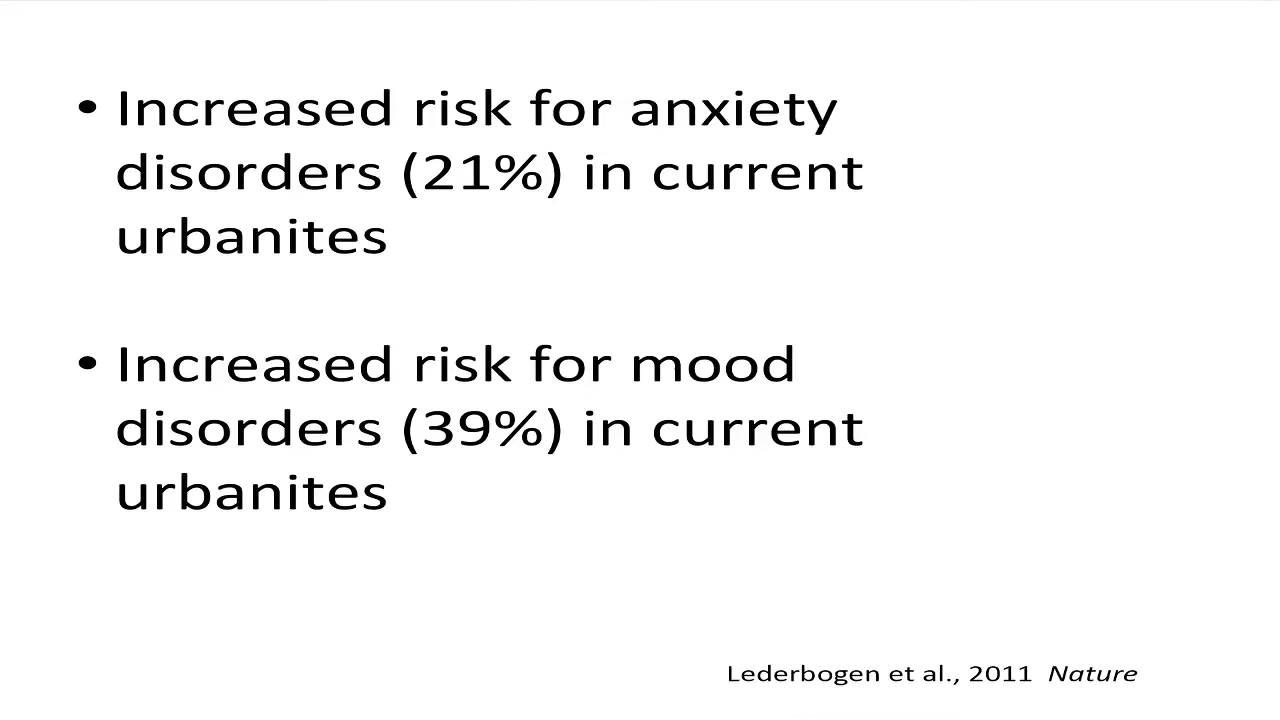 • Increased risk for anxiety
disorders (21%) in current
urbanites
• Increased risk for mood
disorders (39%) in current
urbanites
Lederbogen et al., 2011 Nature